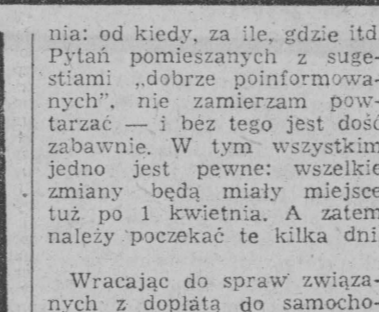 nia: od kiedy, za ile, gdzie itd
Pytań pomieszanych z suge-
stiami „dobrze poinformowa-
nych”, nie zamierzam pow-
tarzać — i bez tego jest dość
zabawnie. W tym wszystkim
jedno jest pewne: wszelkie
zmiany będą miały miejsce
tuż po 1 kwietnia. A zatem
należy poczekać te kilka dni
Wracając do spraw związa-
nych z dopłatą do samocho-